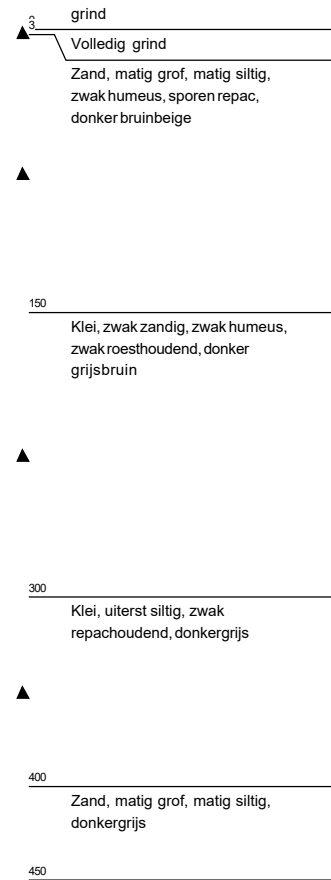 grind
3
Volledig grind
Zand, matig grof, matig siltig,
zwak humeus, sporen repac,
donker bruinbeige
150
Klei, zwak zandig, zwak humeus,
zwak roesthoudend, donker
grijsbruin
300
Klei, uiterst siltig, zwak
repachoudend, donkergrijs
400
Zand, matig grof, matig siltig,
donkergrijs
450